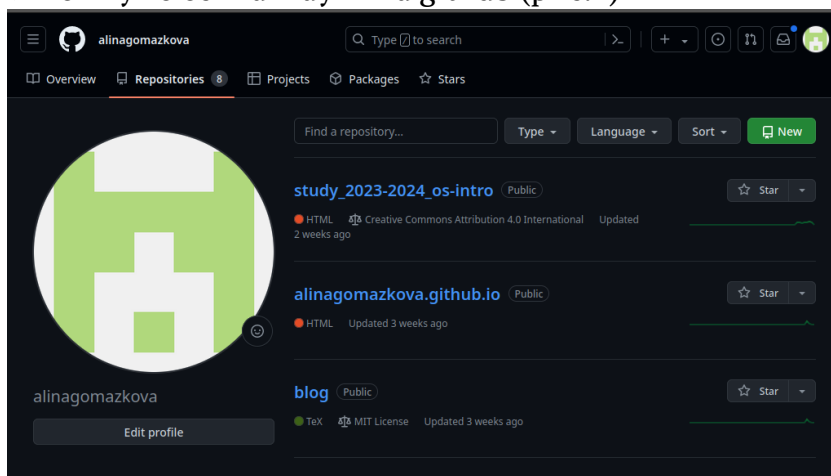 alinagomazkova
Type / to search
Overview
Repositories 8
Projects
Packages
Stars
Find a repository...
Type
Language
Sort
New
study_2023-2024_os-intro Public
Star
HTML Creative Commons Attribution 4.0 International Updated
2 weeks ago
alinagomazkova.github.io Public
Star
HTML Updated 3 weeks ago
alinagomazkova
Edit profile
blog Public
Star
TeX MIT License Updated 3 weeks ago